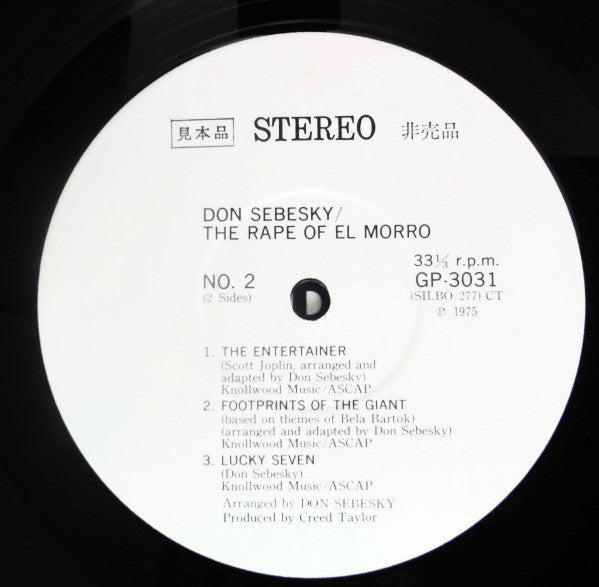 見本品 STEREO 非売品
DON SEBESKY/
THE RAPE OF EL MORRO
33⅓ r.p.m.
NO. 2 GP-3031
(2 Sides) (SILBO 277) CT
Ⓟ 1975
1. THE ENTERTAINER
(Scott Joplin, arranged and
adapted by Don Sebesky)
Knollwood Music/ASCAP
2. FOOTPRINTS OF THE GIANT
(based on themes of Bela Bartok)
(arranged and adapted by Don Sebesky)
Knollwood Music/ASCAP
3. LUCKY SEVEN
(Don Sebesky)
Knollwood Music/ASCAP
Arranged by DON SEBESKY
Produced by Creed Taylor